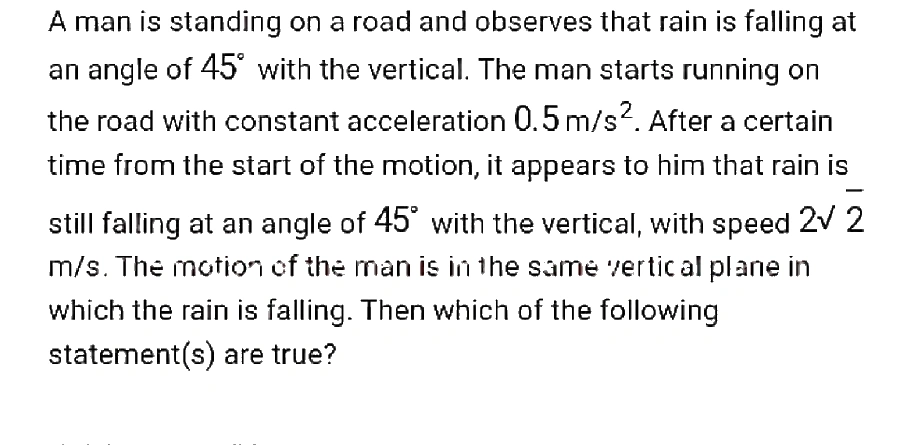 A man is standing on a road and observes that rain is falling at
an angle of 45° with the vertical. The man starts running on
the road with constant acceleration 0.5 m/s². After a certain
time from the start of the motion, it appears to him that rain is
still falling at an angle of 45° with the vertical, with speed 2√2
m/s. The motion of the man is in the same vertical plane in
which the rain is falling. Then which of the following
statement(s) are true?